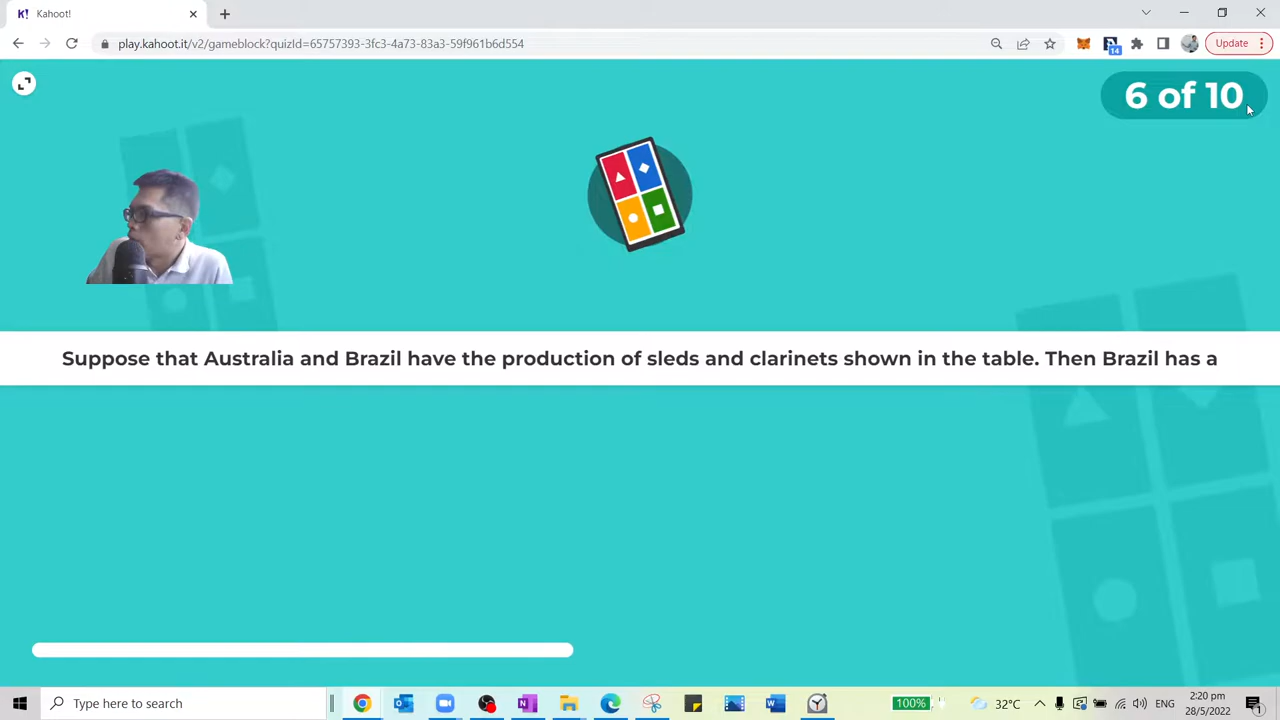 K! Kahoot!
play.kahoot.it/v2/gameblock?quizId=65757393-3fc3-4a73-83a3-59f961b6d554
14
Update
6 of 10
Suppose that Australia and Brazil have the production of sleds and clarinets shown in the table. Then Brazil has a
Type here to search
100%
32°C
ENG
2:20 pm
28/5/2022
1